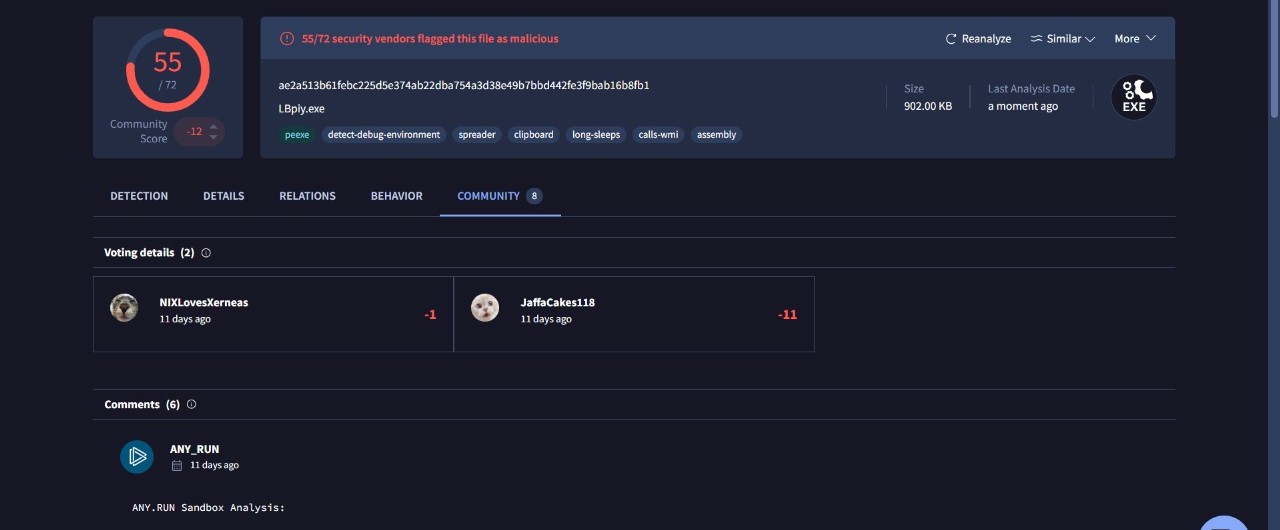 55
/ 72
Community Score
-12
55/72 security vendors flagged this file as malicious
Reanalyze
Similar
More
ae2a513b61febc225d5e374ab22dba754a3d38e49b7bbd442fe3f9bab16b8fb1
LBpiy.exe
Size
902.00 KB
Last Analysis Date
a moment ago
EXE
peexe
detect-debug-environment
spreader
clipboard
long-sleeps
calls-wmi
assembly
DETECTION
DETAILS
RELATIONS
BEHAVIOR
COMMUNITY 8
Voting details (2)
NIXLovesXerneas
11 days ago
-1
JaffaCakes118
11 days ago
-11
Comments (6)
ANY_RUN
11 days ago
ANY.RUN Sandbox Analysis: